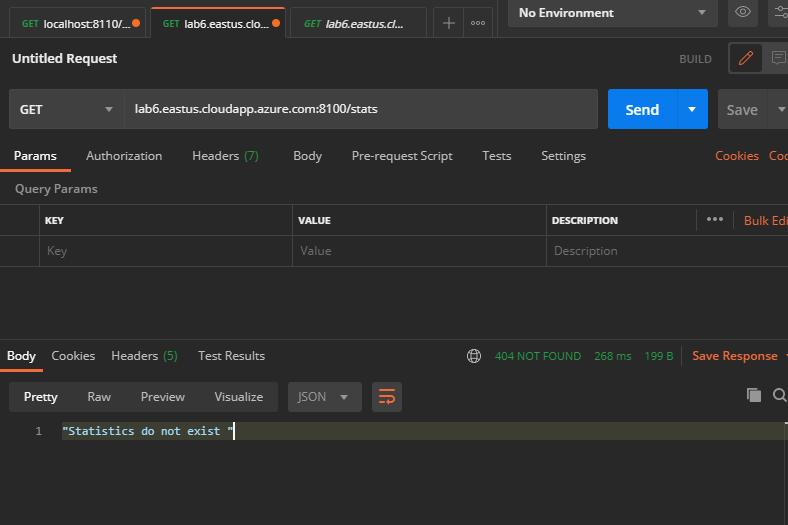 GET localhost:8110/...
GET lab6.eastus.clo...
GET lab6.eastus.cl...
No Environment
Untitled Request
BUILD
GET
lab6.eastus.cloudapp.azure.com:8100/stats
Send
Save
Params
Authorization
Headers (7)
Body
Pre-request Script
Tests
Settings
Cookies
Coo
Query Params
KEY
VALUE
DESCRIPTION
Bulk Edi
Key
Value
Description
Body
Cookies
Headers (5)
Test Results
404 NOT FOUND
268 ms
199 B
Save Response
Pretty
Raw
Preview
Visualize
JSON
1
"Statistics do not exist "